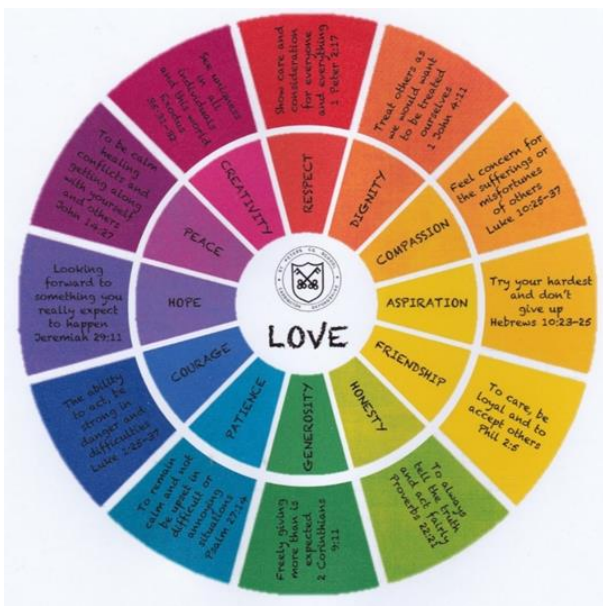 LOVE
RESPECT
Show care and
consideration
for everyone
and everything
1 Peter 2:17
DIGNITY
Treat others as
we would want
to be treated
ourselves
1 John 4:11
COMPASSION
Feel concern for
the sufferings or
misfortunes
of others
Luke 10:25-37
ASPIRATION
Try your hardest
and don't
give up
Hebrews 10:23-25
FRIENDSHIP
To care, be
loyal and to
accept others
Phil 2:5
HONESTY
To always
tell the truth
and act fairly
Proverbs 22:21
GENEROSITY
Freely giving
more than is
expected
2 Corinthians
9:11
PATIENCE
To remain
calm and not
be upset in
difficult or
annoying
situations
Psalm 27:14
COURAGE
The ability
to act, be
strong in
danger and
difficulties
Luke 1:25-37
HOPE
Looking
forward to
something you
really expect
to happen
Jeremiah 29:11
PEACE
To be calm
healing
conflicts and
getting along
with yourself
and others
John 14:27
CREATIVITY
See uniqness
in all
individuals
and this world
Exodus